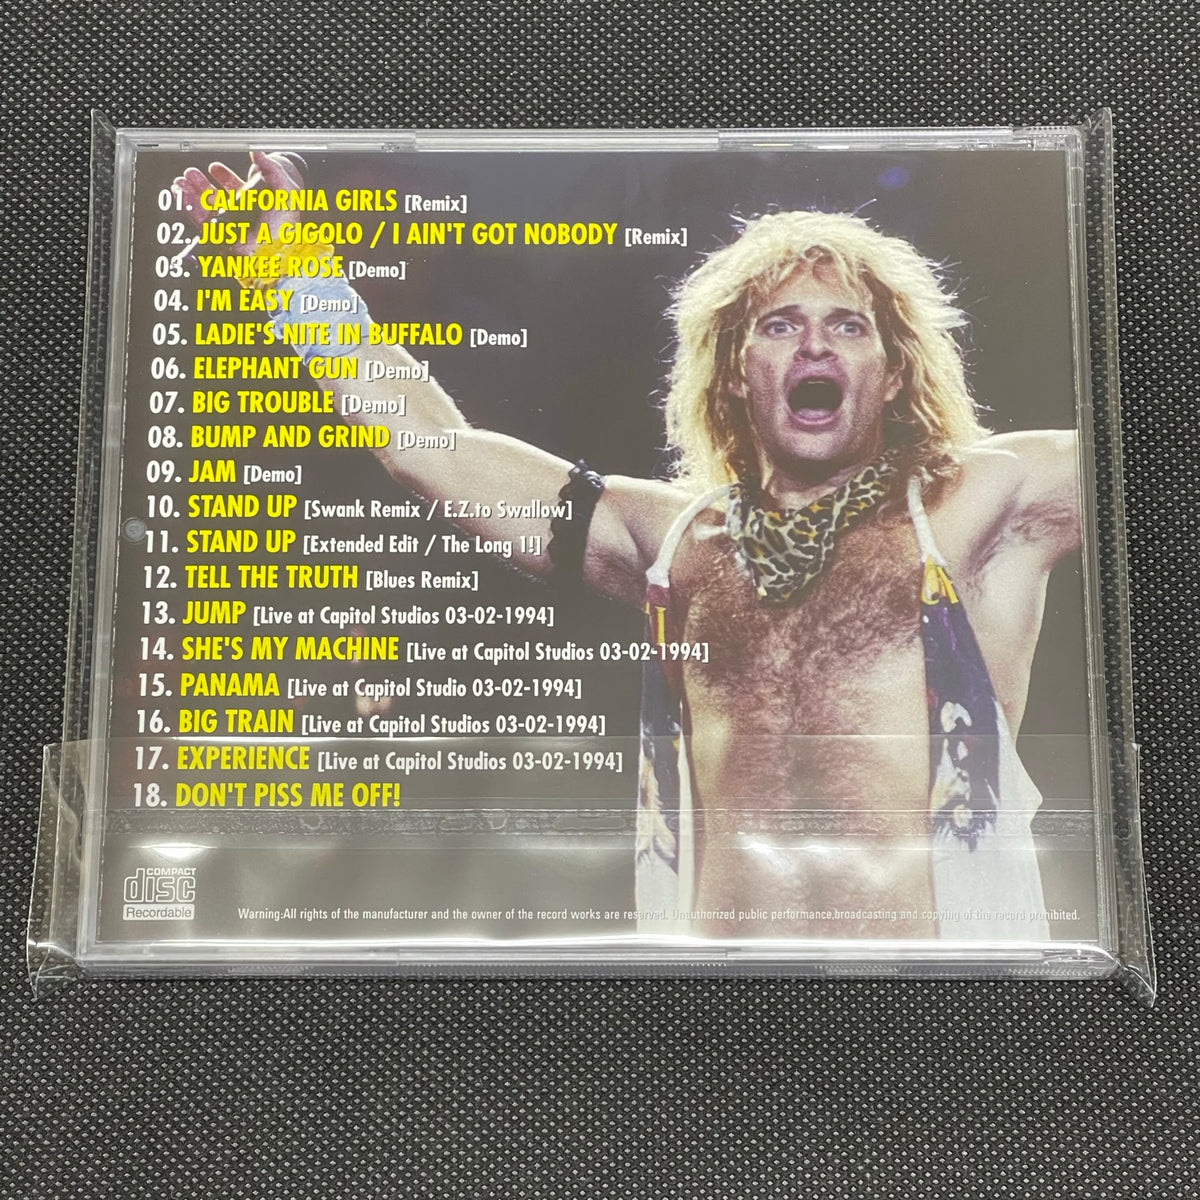 01. CALIFORNIA GIRLS [Remix]
02. JUST A GIGOLO / I AIN'T GOT NOBODY [Remix]
03. YANKEE ROSE [Demo]
04. I'M EASY [Demo]
05. LADIE'S NITE IN BUFFALO [Demo]
06. ELEPHANT GUN [Demo]
07. BIG TROUBLE [Demo]
08. BUMP AND GRIND [Demo]
09. JAM [Demo]
10. STAND UP [Swank Remix / E.Z.to Swallow]
11. STAND UP [Extended Edit / The Long 1!]
12. TELL THE TRUTH [Blues Remix]
13. JUMP [Live at Capitol Studios 03-02-1994]
14. SHE'S MY MACHINE [Live at Capitol Studios 03-02-1994]
15. PANAMA [Live at Capitol Studio 03-02-1994]
16. BIG TRAIN [Live at Capitol Studios 03-02-1994]
17. EXPERIENCE [Live at Capitol Studios 03-02-1994]
18. DON'T PISS ME OFF!
COMPACT
disc
Recordable
Warning:All rights of the manufacturer and the owner of the record works are reserved. Unauthorized public performance,broadcasting and copying of the record prohibited.